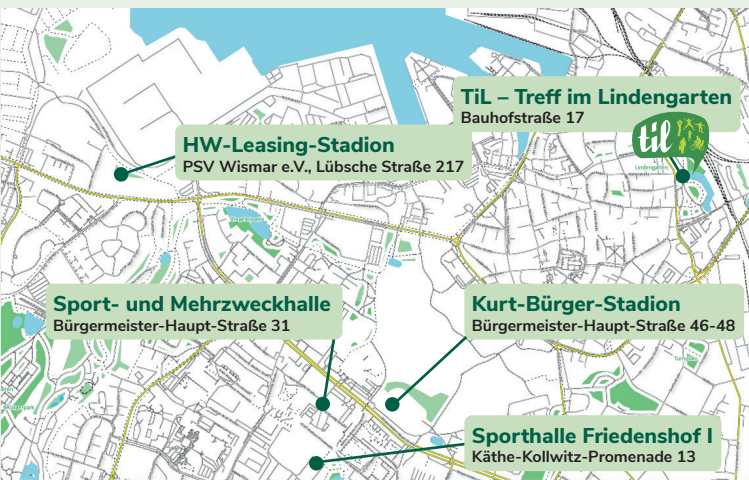 TiL – Treff im Lindengarten
Bauhofstraße 17
til
Lindengarten
HW-Leasing-Stadion
PSV Wismar e.V., Lübsche Straße 217
Sport- und Mehrzweckhalle
Bürgermeister-Haupt-Straße 31
Kurt-Bürger-Stadion
Bürgermeister-Haupt-Straße 46-48
Sporthalle Friedenshof I
Käthe-Kollwitz-Promenade 13